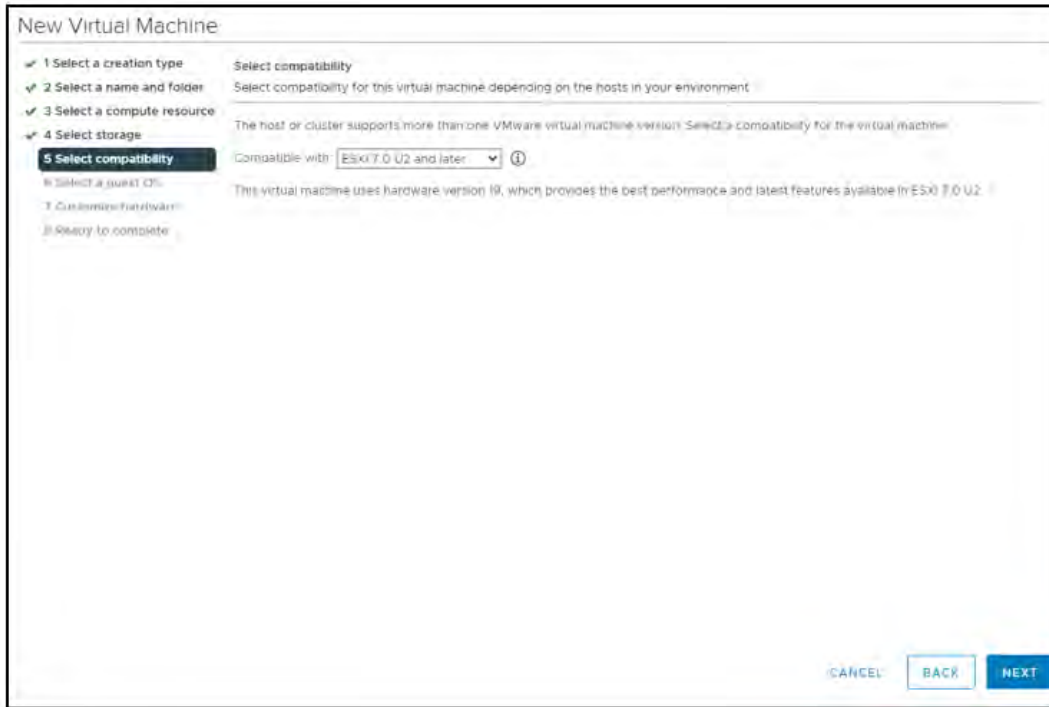 New Virtual Machine
✓ 1 Select a creation type
✓ 2 Select a name and folder
✓ 3 Select a compute resource
✓ 4 Select storage
5 Select compatibility
6 Select a guest OS
7 Customize hardware
8 Ready to complete
Select compatibility
Select compatibility for this virtual machine depending on the hosts in your environment
The host or cluster supports more than one VMware virtual machine version. Select a compatibility for the virtual machine.
Compatible with: ESXi 7.0 U2 and later
This virtual machine uses hardware version 19, which provides the best performance and latest features available in ESXi 7.0 U2.
CANCEL BACK NEXT